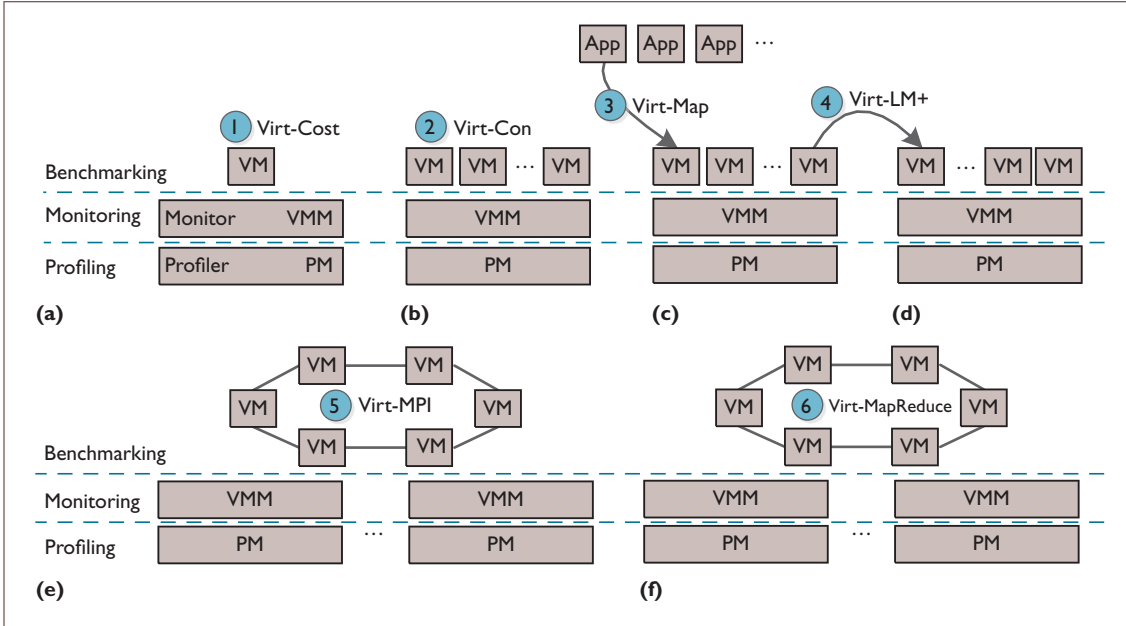 App App App ...
3 Virt-Map 4 Virt-LM+
1 Virt-Cost 2 Virt-Con
Benchmarking VM VM VM ... VM VM VM ... VM VM ... VM VM
Monitoring Monitor VMM VMM VMM VMM
Profiling Profiler PM PM PM PM
(a) (b) (c) (d)
VM VM VM VM
VM 5 Virt-MPI VM VM 6 Virt-MapReduce VM
VM VM VM VM
Benchmarking
Monitoring VMM VMM VMM VMM
Profiling PM ... PM PM ... PM
(e) (f)